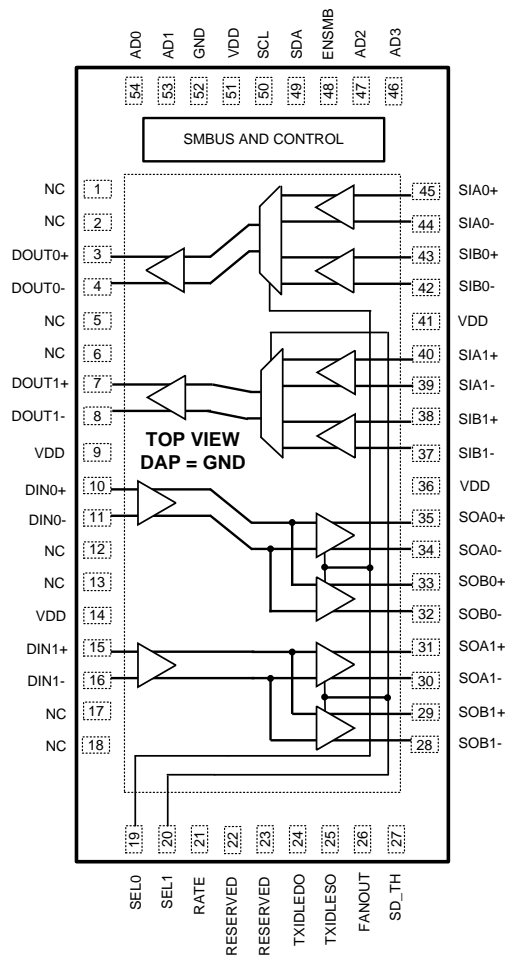 AD0 AD1 GND VDD SCL SDA ENSMB AD2 AD3
54 53 52 51 50 49 48 47 46
SMBUS AND CONTROL
NC 1 45 SIA0+
NC 2 44 SIA0-
DOUT0+ 3 43 SIB0+
DOUT0- 4 42 SIB0-
NC 5 41 VDD
NC 6 40 SIA1+
DOUT1+ 7 39 SIA1-
DOUT1- 8 38 SIB1+
TOP VIEW
VDD 9 37 SIB1-
DAP = GND
DIN0+ 10 36 VDD
DIN0- 11 35 SOA0+
NC 12 34 SOA0-
NC 13 33 SOB0+
VDD 14 32 SOB0-
DIN1+ 15 31 SOA1+
DIN1- 16 30 SOA1-
NC 17 29 SOB1+
NC 18 28 SOB1-
19 20 21 22 23 24 25 26 27
SEL0 SEL1 RATE RESERVED RESERVED TXIDLEDO TXIDLESO FANOUT SD_TH